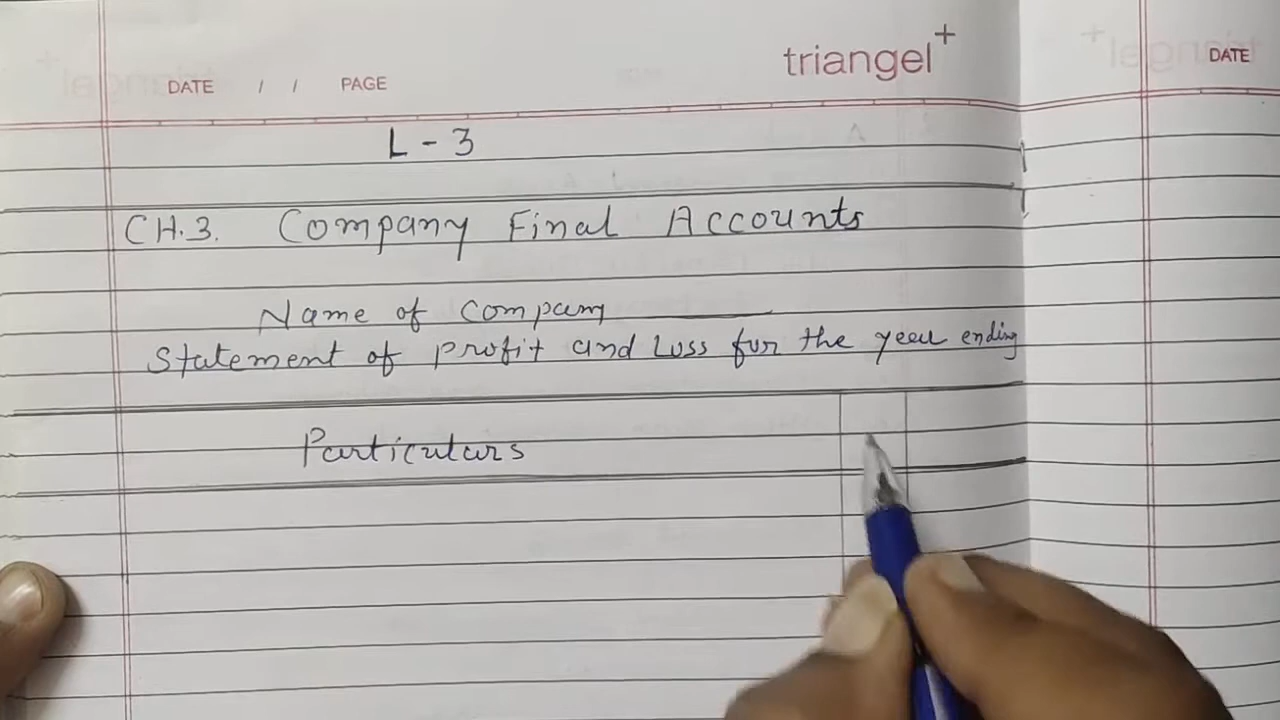 triangel+
DATE / / PAGE
DATE
L - 3
CH.3. Company Final Accounts
Name of Company
Statement of profit and Loss for the year ending
Particulars